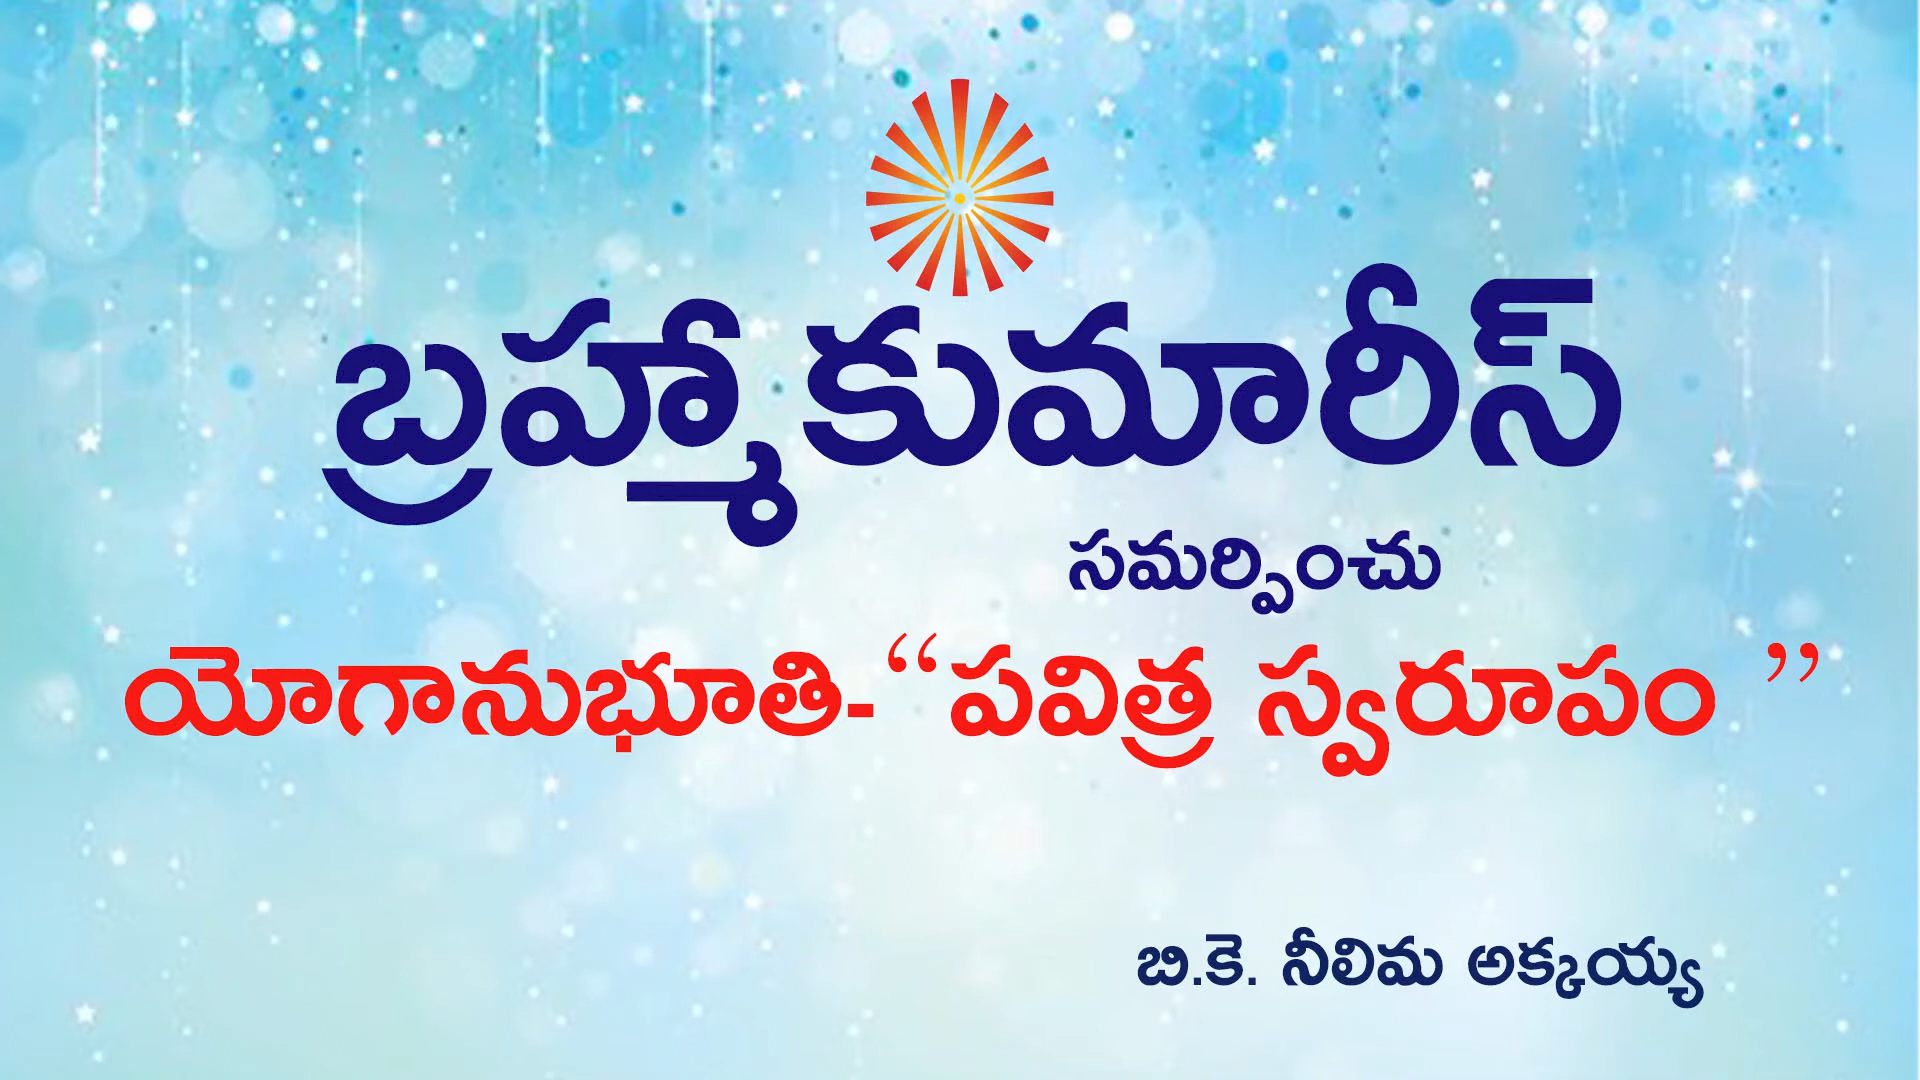 బ్రహ్మాకుమారీస్
సమర్పించు
యోగానుభూతి-“పవిత్ర స్వరూపం ”
బి.కె. నీలిమ అక్కయ్య